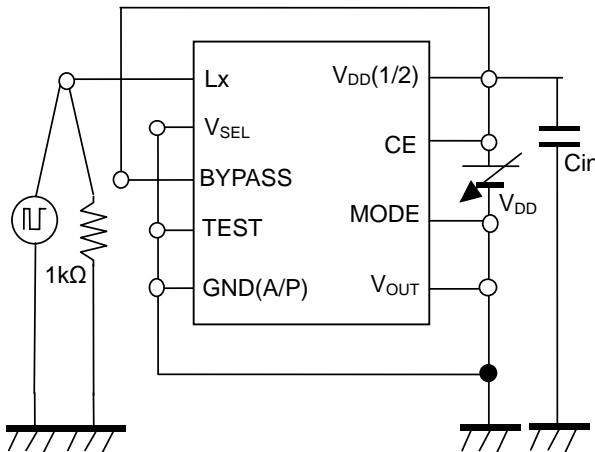 Lx
VSEL
BYPASS
TEST
GND(A/P)
1kΩ
VDD(1/2)
CE
MODE
VOUT
VDD
Cin